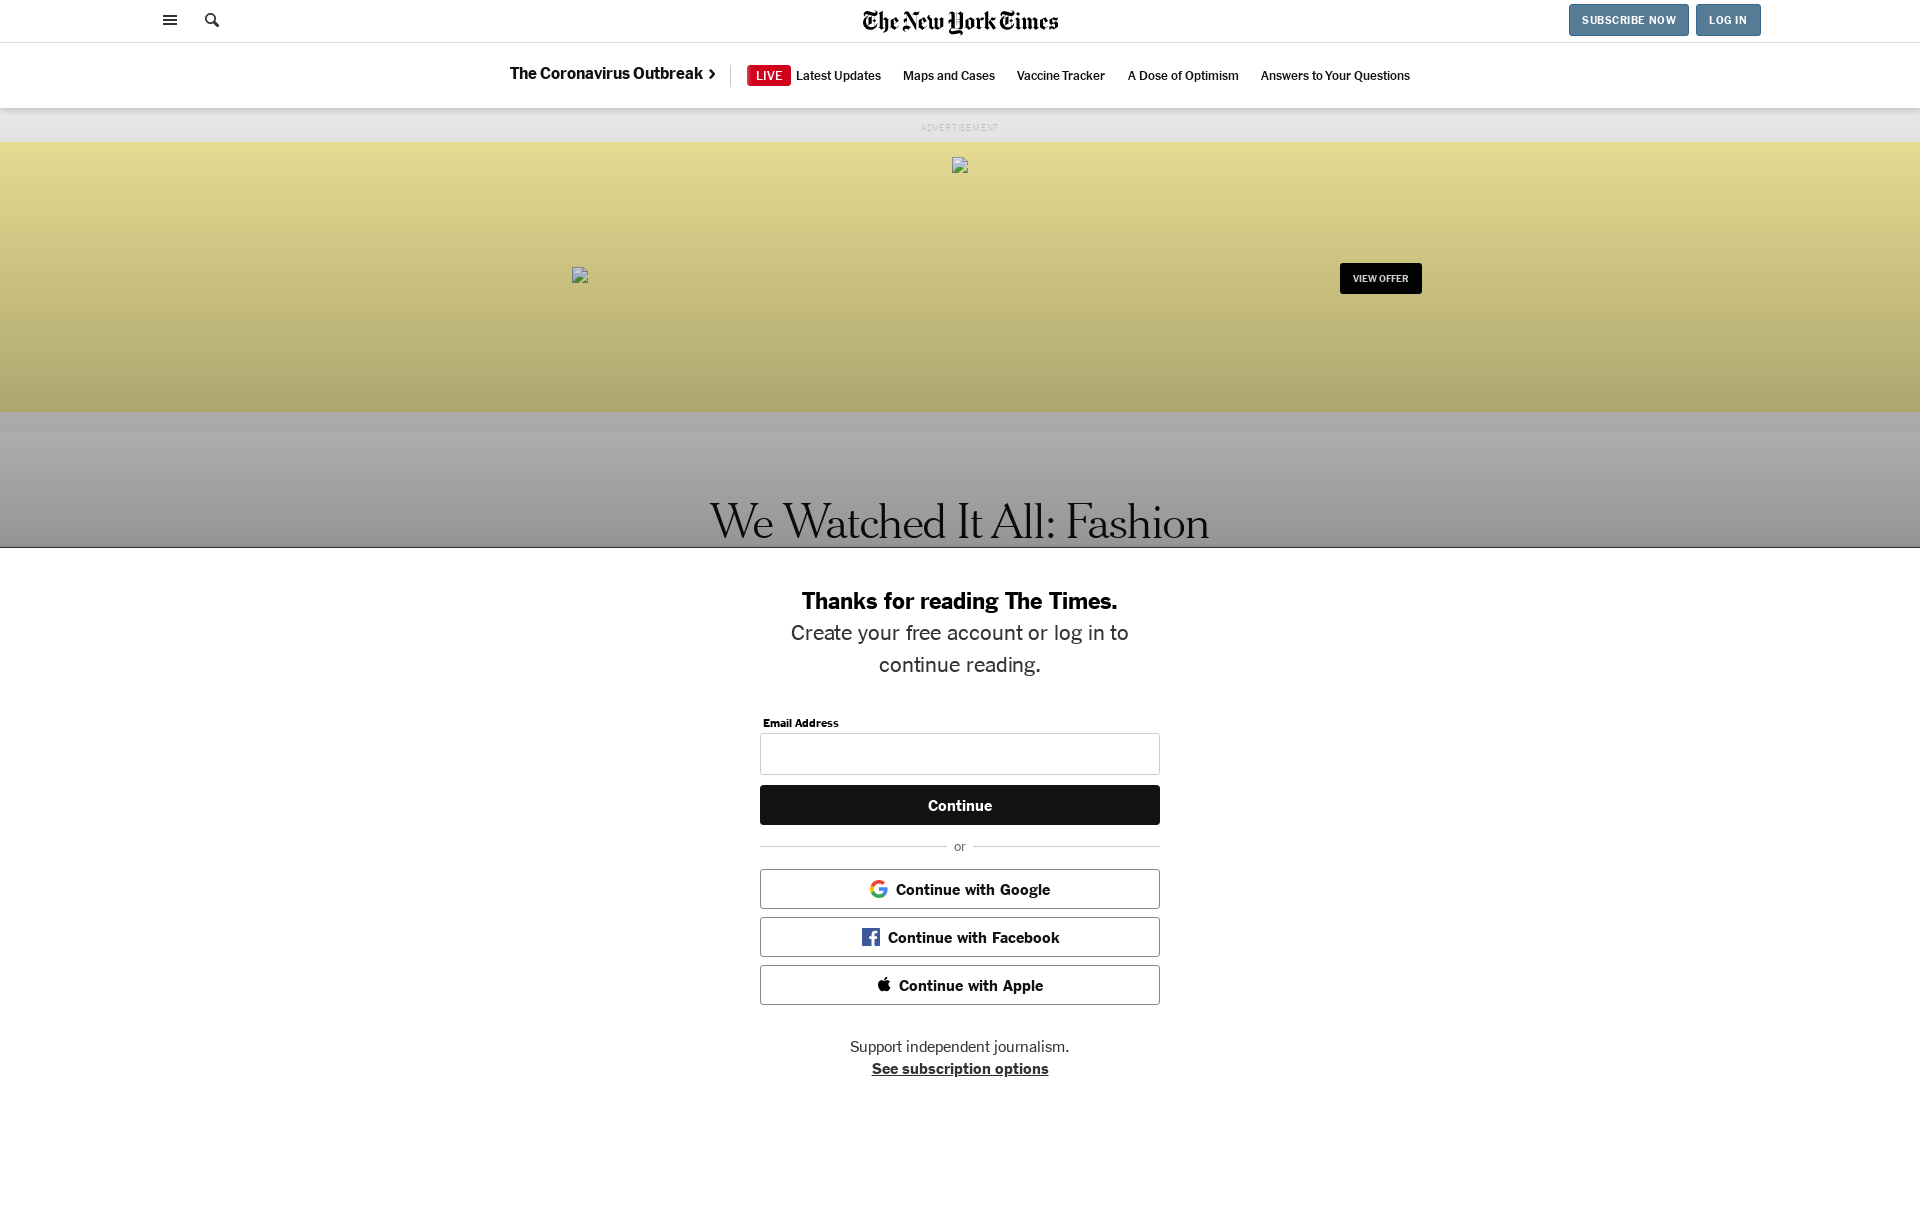 The New York Times
SUBSCRIBE NOW
LOG IN
The Coronavirus Outbreak
LIVE Latest Updates
Maps and Cases
Vaccine Tracker
A Dose of Optimism
Answers to Your Questions
ADVERTISEMENT
VIEW OFFER
We Watched It All: Fashion
Thanks for reading The Times.
Create your free account or log in to
continue reading.
Email Address
Continue
or
Continue with Google
Continue with Facebook
Continue with Apple
Support independent journalism.
See subscription options